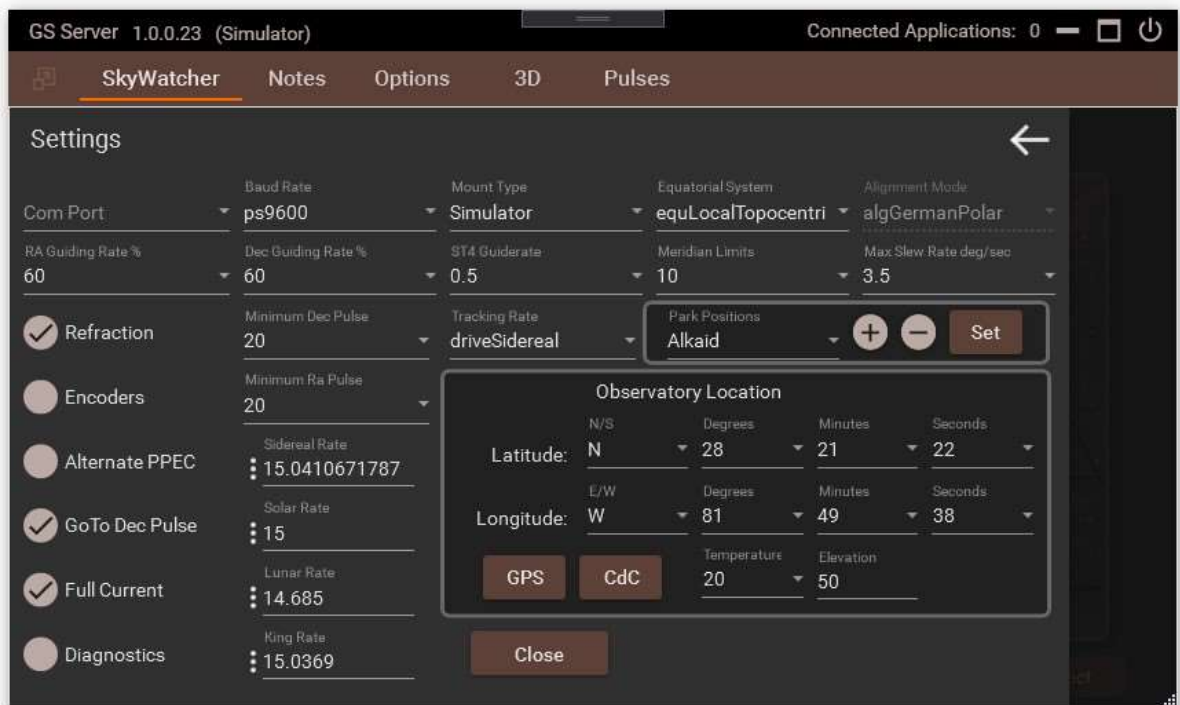 GS Server 1.0.0.23 (Simulator) Connected Applications: 0
SkyWatcher Notes Options 3D Pulses
Settings
Baud Rate Mount Type Equatorial System Alignment Mode
Com Port ps9600 Simulator equLocalTopocentri algGermanPolar
RA Guiding Rate % Dec Guiding Rate % ST4 Guiderate Meridian Limits Max Slew Rate deg/sec
60 60 0.5 10 3.5
Minimum Dec Pulse Tracking Rate Park Positions
Refraction 20 driveSidereal Alkaid Set
Minimum Ra Pulse
Encoders 20
Observatory Location
N/S Degrees Minutes Seconds
Latitude: N 28 21 22
Sidereal Rate
Alternate PPEC 15.0410671787
E/W Degrees Minutes Seconds
Longitude: W 81 49 38
Solar Rate
GoTo Dec Pulse 15
Temperature Elevation
GPS CdC 20 50
Lunar Rate
Full Current 14.685
King Rate
Diagnostics 15.0369
Close